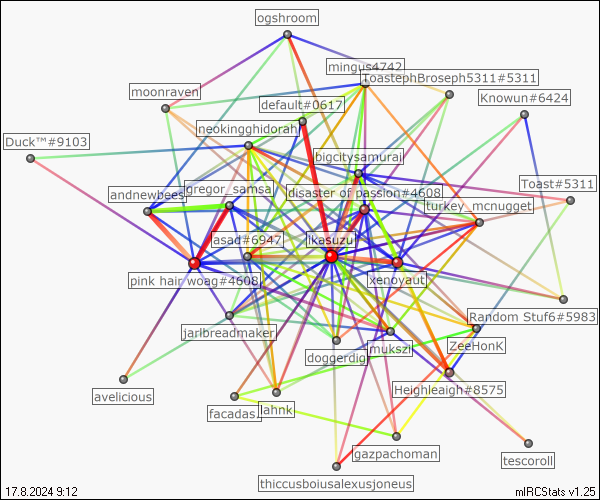 ogshroom
mingus4742
ToastephBroseph5311#5311
moonraven
Knowun#6424
default#0617
neokingghidorah
Duck™#9103
bigcitysamurai
Toast#5311
gregor_samsa
disaster of passion#4608
andnewlees
turkey_mcnugget
asad#6947
ikasuzu
pink hair woag#4608
xenoyaut
Random Stuf6#5983
jarlbreadmaker
mukszi
ZeeHonK
doggerdig
Heighleaigh#8575
avelicious
facadas.
lahnk
gazpachoman
tescoroll
thiccusboiusalexusjoneus
17.8.2024 9:12
mIRCStats v1.25